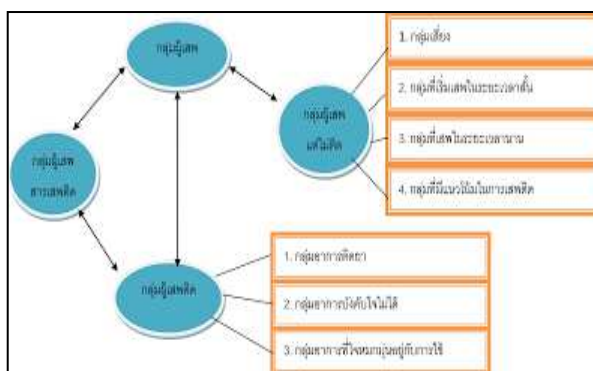 กลุ่มผู้เสพ
กลุ่มผู้เสพ
แต่ไม่ติด
กลุ่มผู้เสพ
สารเสพติด
กลุ่มผู้เสพติด
1. กลุ่มเสี่ยง
2. กลุ่มที่เริ่มเสพในระยะเวลาสั้น
3. กลุ่มที่เสพในระยะเวลานาน
4. กลุ่มที่มีแนวโน้มในการเสพติด
1. กลุ่มอาการติดยา
2. กลุ่มอาการบังคับใจไม่ได้
3. กลุ่มอาการที่ใจหมกมุ่นอยู่กับการใช้